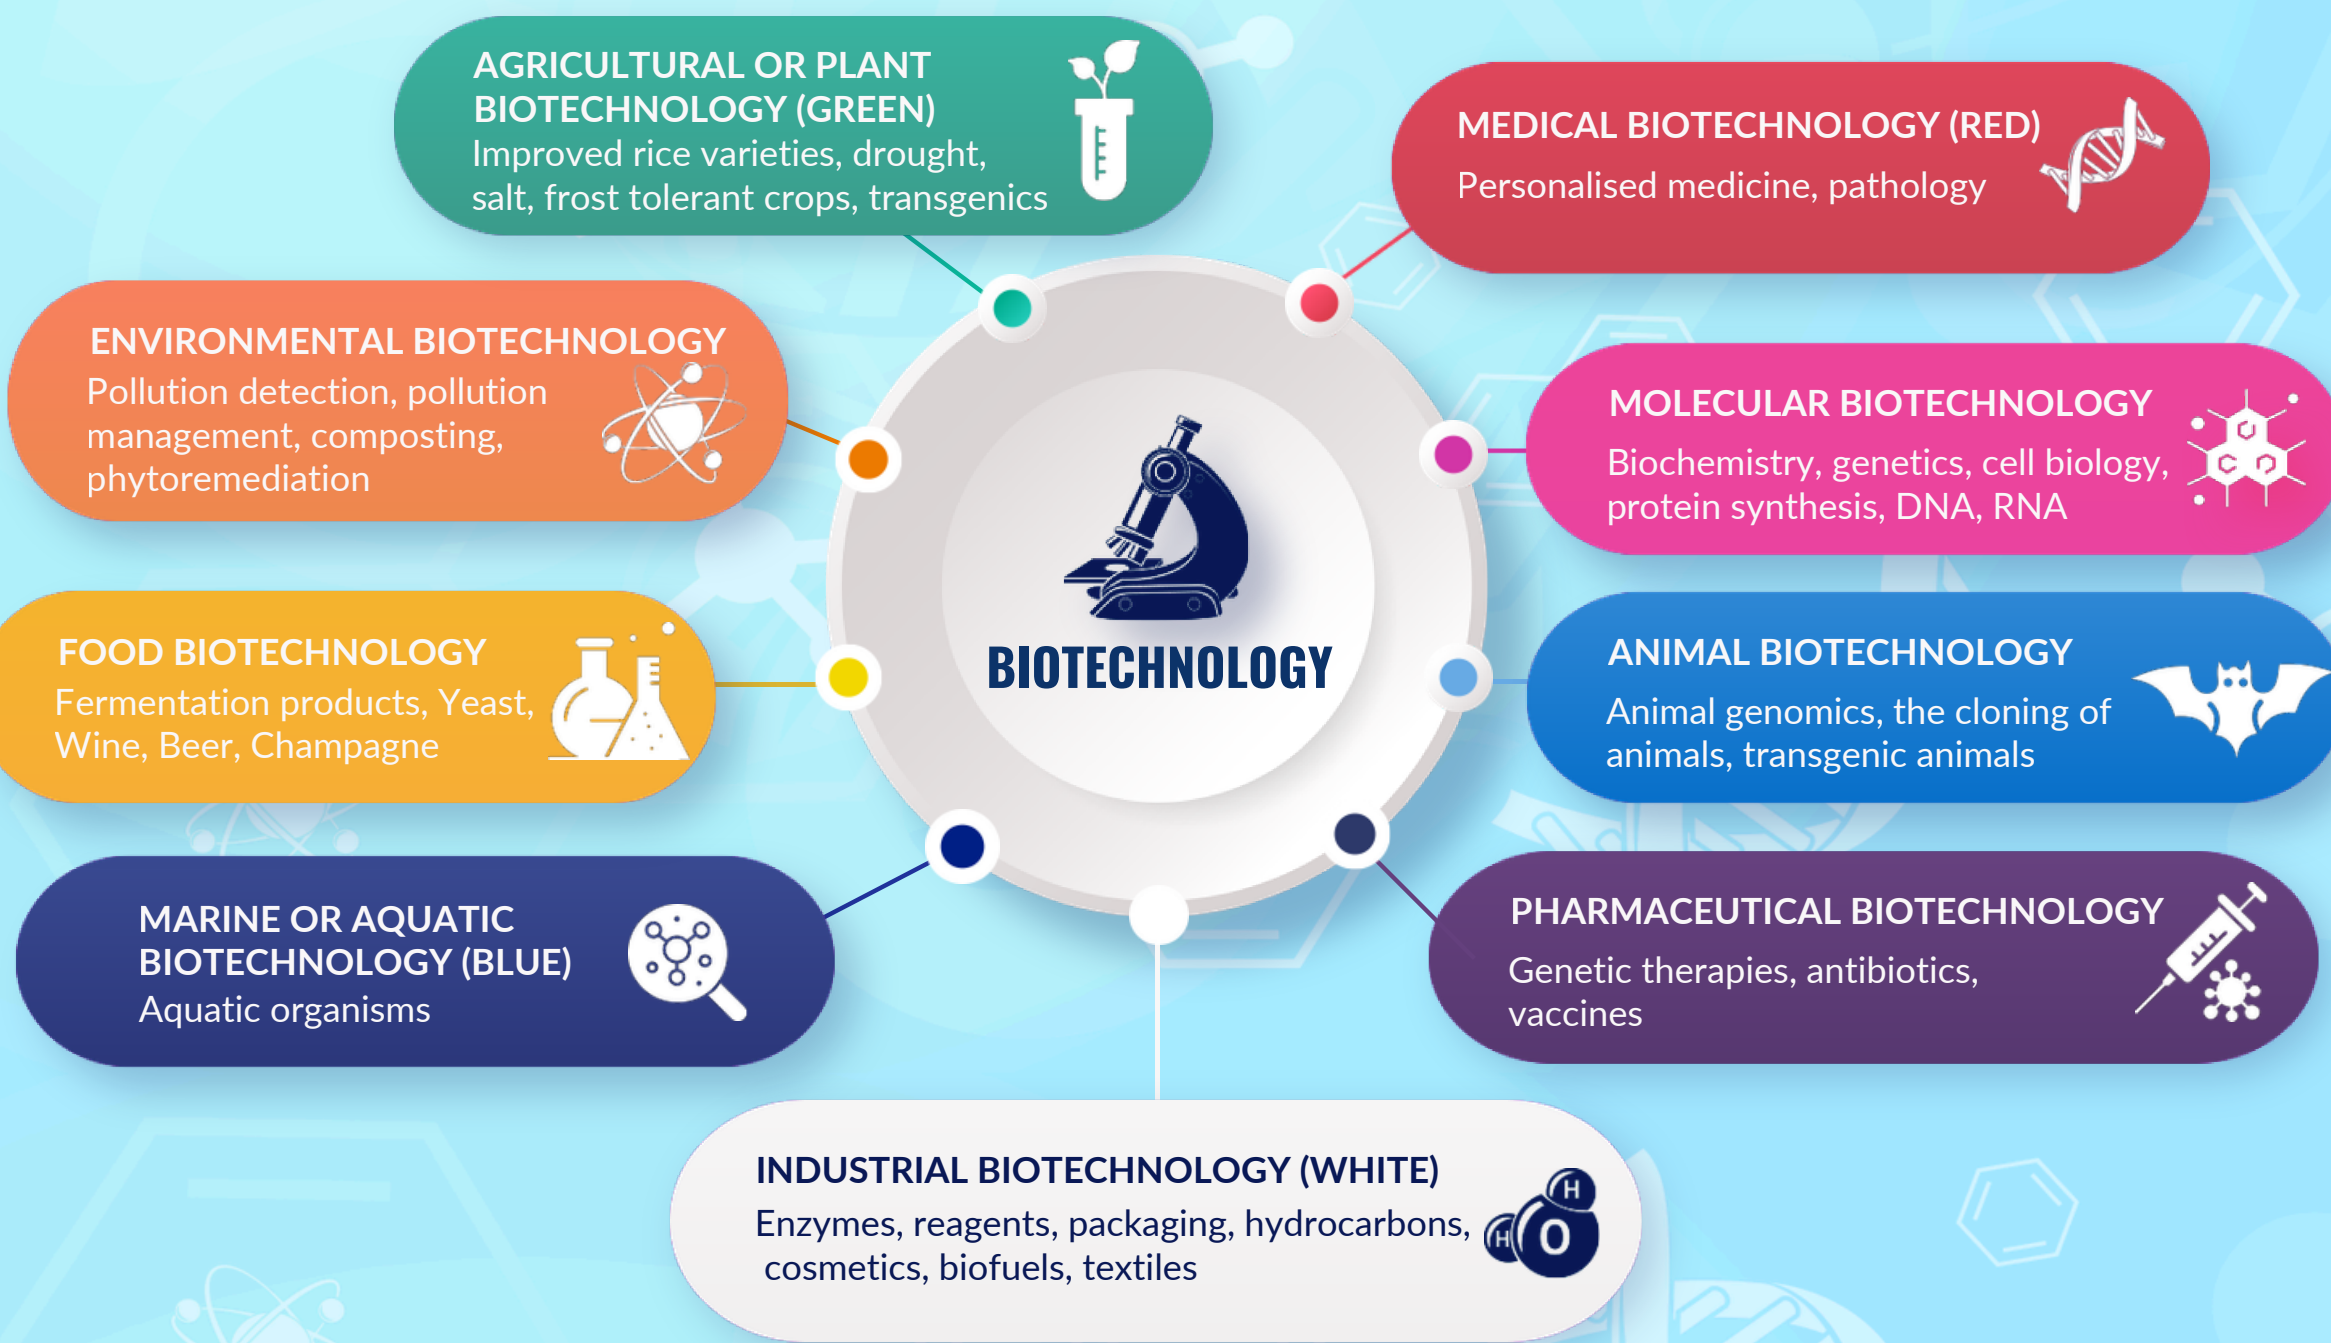 AGRICULTURAL OR PLANT
BIOTECHNOLOGY (GREEN)
Improved rice varieties, drought,
salt, frost tolerant crops, transgenics
MEDICAL BIOTECHNOLOGY (RED)
Personalised medicine, pathology
ENVIRONMENTAL BIOTECHNOLOGY
Pollution detection, pollution
management, composting,
phytoremediation
MOLECULAR BIOTECHNOLOGY
Biochemistry, genetics, cell biology,
protein synthesis, DNA, RNA
BIOTECHNOLOGY
FOOD BIOTECHNOLOGY
Fermentation products, Yeast,
Wine, Beer, Champagne
ANIMAL BIOTECHNOLOGY
Animal genomics, the cloning of
animals, transgenic animals
MARINE OR AQUATIC
BIOTECHNOLOGY (BLUE)
Aquatic organisms
PHARMACEUTICAL BIOTECHNOLOGY
Genetic therapies, antibiotics,
vaccines
INDUSTRIAL BIOTECHNOLOGY (WHITE)
Enzymes, reagents, packaging, hydrocarbons,
cosmetics, biofuels, textiles
H
H O